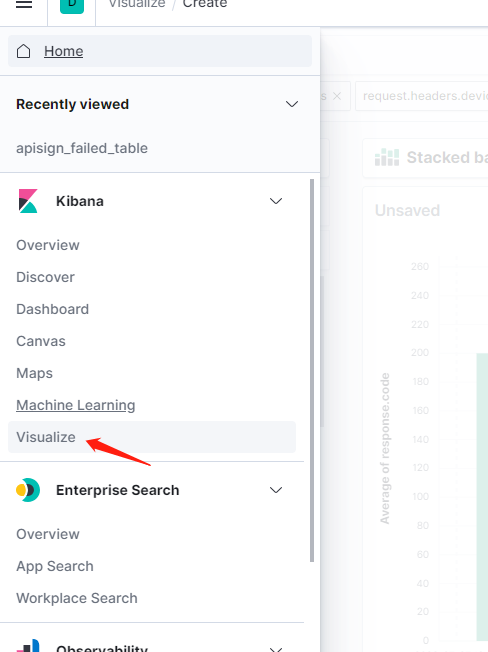 D
Visualize / Create
Home
Recently viewed
apisign_failed_table
Kibana
Overview
Discover
Dashboard
Canvas
Maps
Machine Learning
Visualize
Enterprise Search
Overview
App Search
Workplace Search
Observability
s ×
request.headers.devi
Stacked ba
Unsaved
Average of response.code
260
240
220
200
180
160
140
120
100
80
60
40
20
0